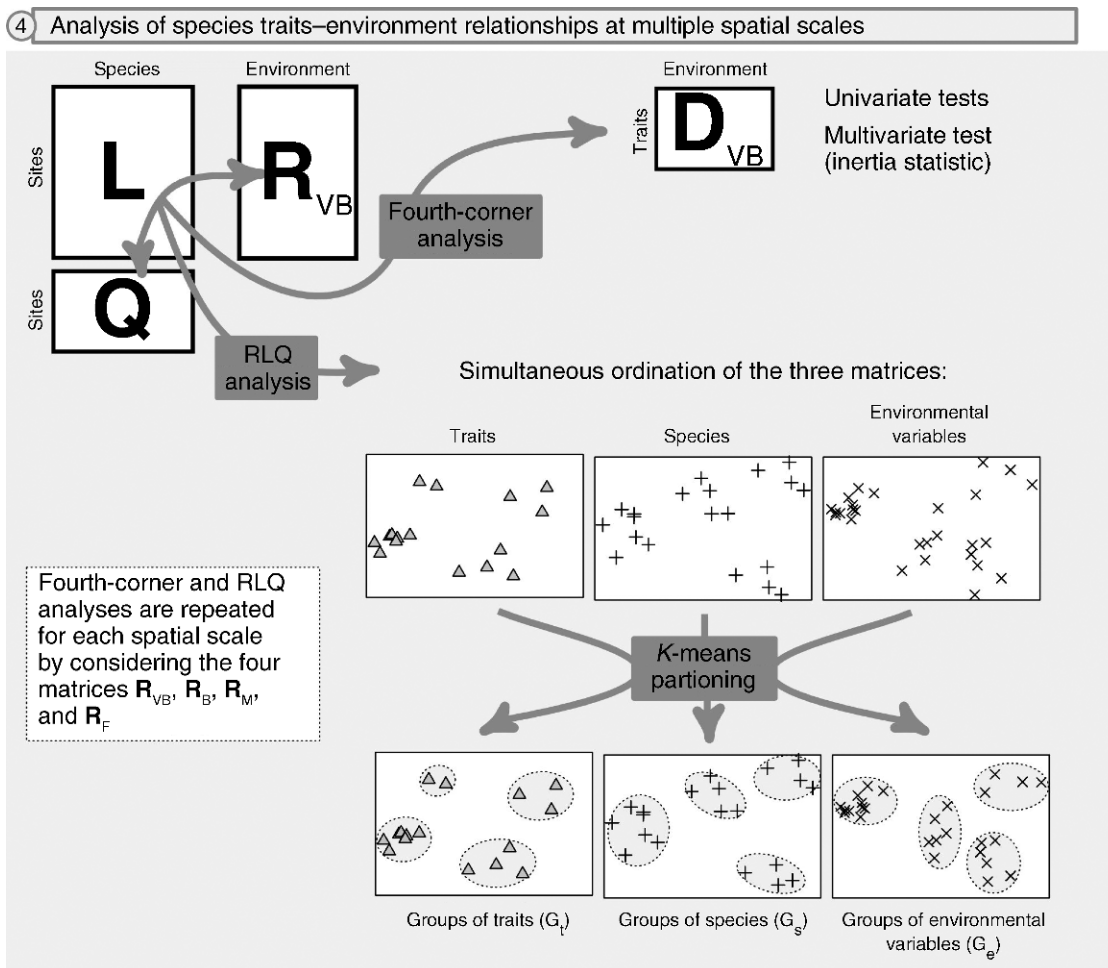 4 Analysis of species traits–environment relationships at multiple spatial scales
Species
Environment
Sites
L
R VB
Sites
Q
Fourth-corner
analysis
Environment
Traits
D VB
Univariate tests
Multivariate test
(inertia statistic)
RLQ
analysis
Simultaneous ordination of the three matrices:
Traits
Species
Environmental
variables
Fourth-corner and RLQ
analyses are repeated
for each spatial scale
by considering the four
matrices R_VB, R_B, R_M,
and R_F
K-means
partioning
Groups of traits (G_t)
Groups of species (G_s)
Groups of environmental
variables (G_e)